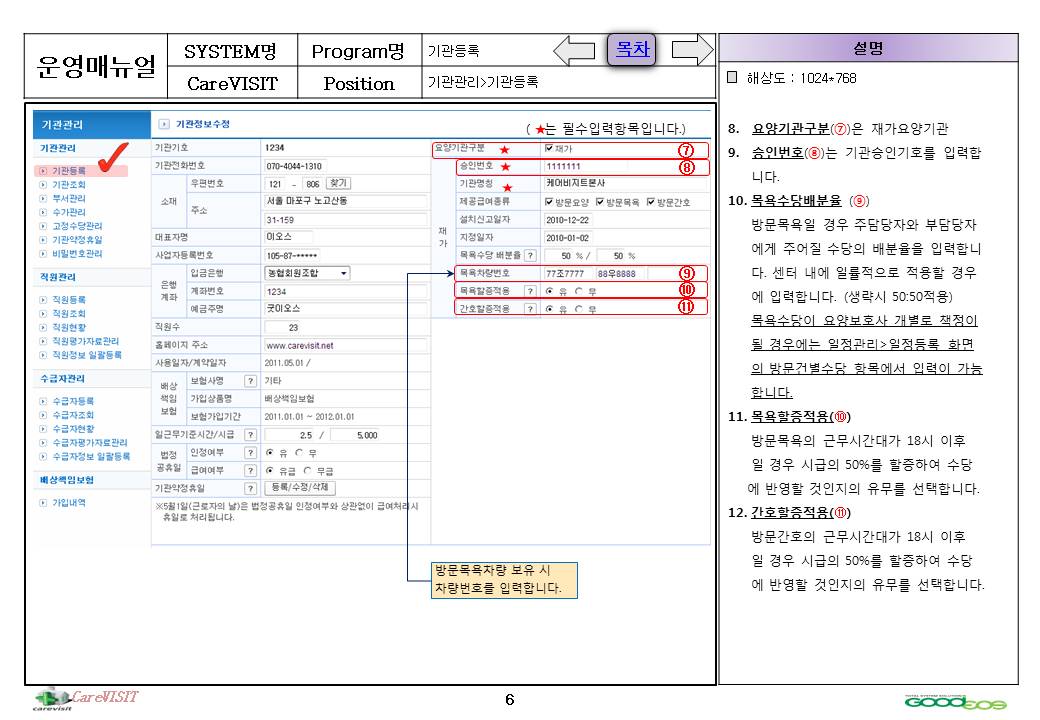 운영매뉴얼
SYSTEM명
Program명
기관등록
목차
CareVISIT
Position
기관관리>기관등록
설명
해상도 : 1024*768
기관관리
기관관리
기관등록
기관조회
부서관리
수가관리
고정수당관리
기관약정휴일
비밀번호관리
직원관리
직원등록
직원조회
직원현황
직원평가자료관리
직원정보 일괄등록
수급자관리
수급자등록
수급자조회
수급자현황
수급자평가자료관리
수급자정보 일괄등록
배상책임보험
가입내역
기관정보수정
( ★는 필수입력항목입니다.)
기관기호 1234
기관전화번호 070-4044-1310
소재
우편번호 121 - 806 찾기
주소 서울 마포구 노고산동
31-159
대표자명 이오스
사업자등록번호 105-87-*****
은행
계좌
입금은행 농협회원조합
계좌번호 1234
예금주명 굿이오스
직원수 23
홈페이지 주소 www.carevisit.net
사용일자/계약일자 2011.05.01 /
배상
책임
보험
보험사명 ? 기타
가입상품명 배상책임보험
보험가입기간 2011.01.01 ~ 2012.01.01
일근무기준시간/시급 ? 2.5 / 5,000
법정
공휴일
인정여부 ? 유 무
급여여부 ? 유급 무급
기관약정휴일 ? 등록/수정/삭제
※5월1일(근로자의 날)은 법정공휴일 인정여부와 상관없이 급여처리시
휴일로 처리됩니다.
요양기관구분 ★ 재가 ⑦
재
가
승인번호 ★ 1111111 ⑧
기관명칭 ★ 케어비지트본사
제공급여종류 방문요양 방문목욕 방문간호
설치신고일자 2010-12-22
지정일자 2010-01-02
목욕수당 배분율 ? 50 % / 50 %
목욕차량번호 77조7777 88우8888 ⑨
목욕할증적용 ? 유 무 ⑩
간호할증적용 ? 유 무 ⑪
방문목욕차량 보유 시
차량번호를 입력합니다.
8. 요양기관구분(⑦)은 재가요양기관
9. 승인번호(⑧)는 기관승인기호를 입력합
니다.
10. 목욕수당배분율 (⑨)
방문목욕일 경우 주담당자와 부담당자
에게 주어질 수당의 배분율을 입력합니
다. 센터 내에 일률적으로 적용할 경우
에 입력합니다. (생략시 50:50적용)
목욕수당이 요양보호사 개별로 책정이
될 경우에는 일정관리>일정등록 화면
의 방문건별수당 항목에서 입력이 가능
합니다.
11. 목욕할증적용(⑩)
방문목욕의 근무시간대가 18시 이후
일 경우 시급의 50%를 할증하여 수당
에 반영할 것인지의 유무를 선택합니다.
12. 간호할증적용(⑪)
방문간호의 근무시간대가 18시 이후
일 경우 시급의 50%를 할증하여 수당
에 반영할 것인지의 유무를 선택합니다.
carevisit
CareVISIT
6
TOTAL SYSTEM SOLUTIONS
GOODEOS